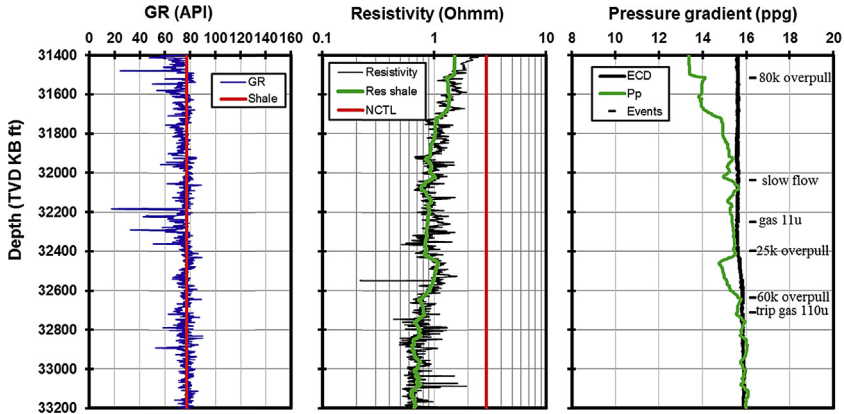 GR (API)
0 20 40 60 80 100 120 140 160
Resistivity (Ohmm)
0.1 1 10
Pressure gradient (ppg)
8 10 12 14 16 18 20
Depth (TVD KB ft)
31400
31600
31800
32000
32200
32400
32600
32800
33000
33200
GR
Shale
Resistivity
Res shale
NCTL
ECD
Pp
Events
80k overpull
slow flow
gas 11u
25k overpull
60k overpull
trip gas 110u